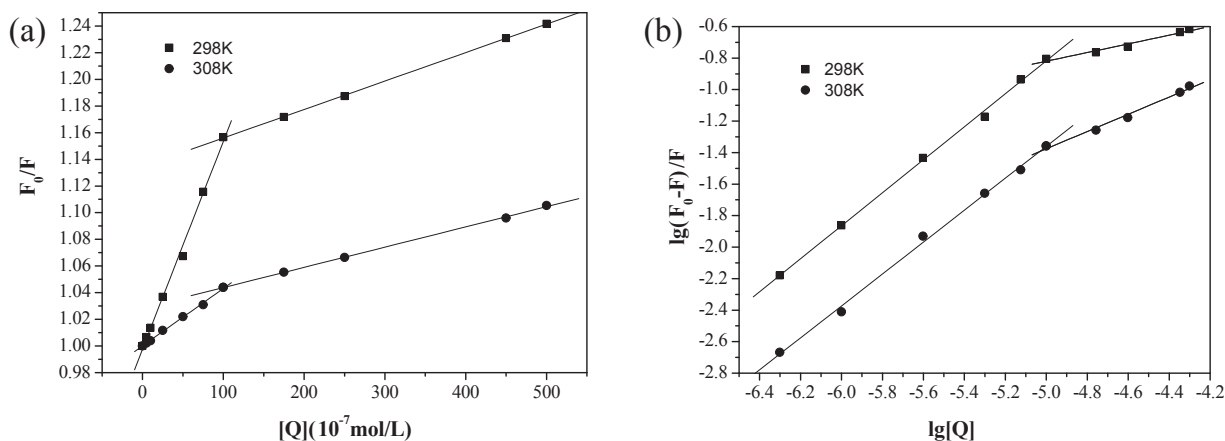 (a)
1.24
1.22
1.20
1.18
1.16
1.14
1.12
1.10
1.08
1.06
1.04
1.02
1.00
0.98
F₀/F
298K
308K
0 100 200 300 400 500
[Q](10⁻⁷mol/L)
(b)
-0.6
-0.8
-1.0
-1.2
-1.4
-1.6
-1.8
-2.0
-2.2
-2.4
-2.6
-2.8
lg(F₀-F)/F
298K
308K
-6.4 -6.2 -6.0 -5.8 -5.6 -5.4 -5.2 -5.0 -4.8 -4.6 -4.4 -4.2
lg[Q]